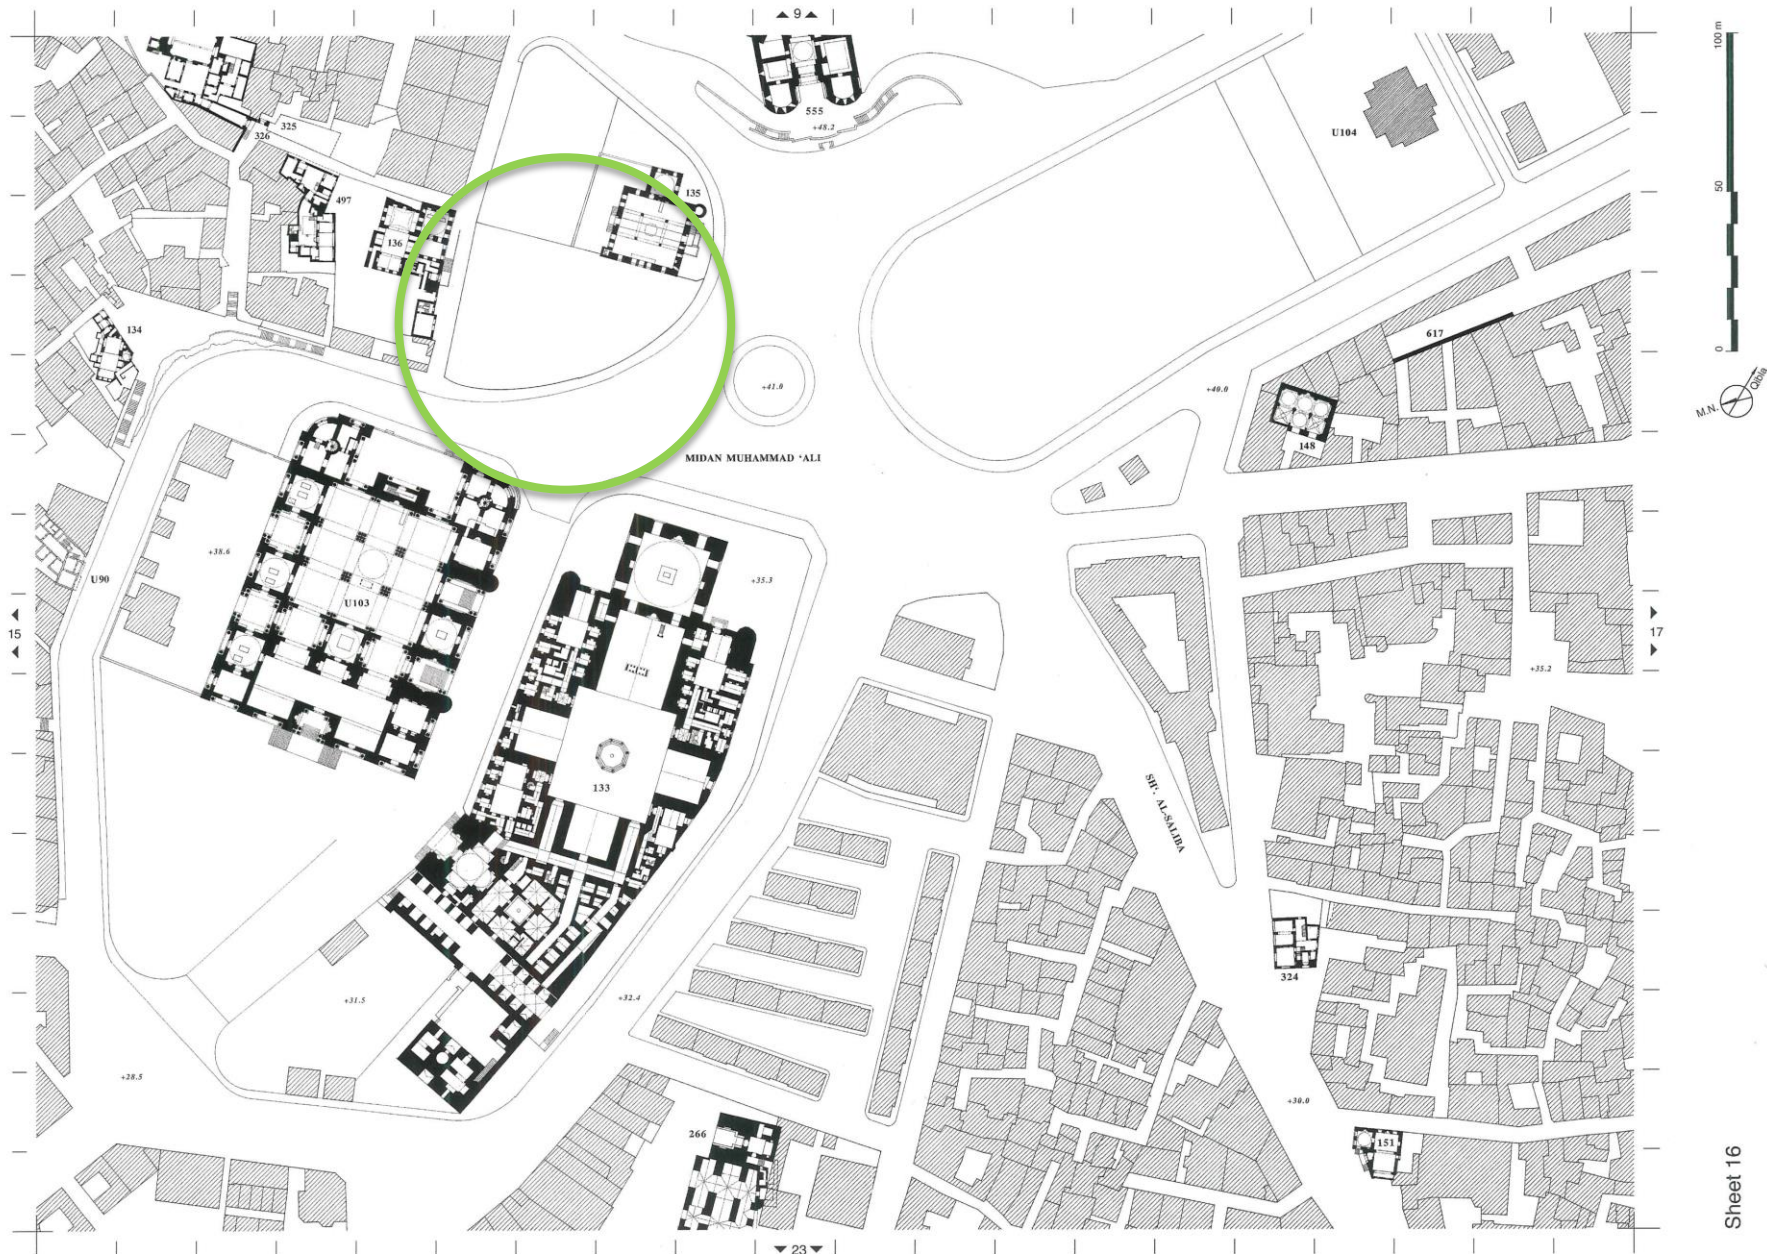 ▲ 9 ▲
100 m
50
0
M.N.
Qibla
555
+48.2
U104
325
326
135
497
136
134
617
+41.0
+40.0
148
MIDAN MUHAMMAD ‘ALI
+38.6
+35.3
U90
U103
◀ 15 ◀
▶ 17 ▶
+35.2
133
SH‘. AL-SALIBA
324
+31.5
+32.4
+28.5
+30.0
266
151
Sheet 16
▼ 23 ▼